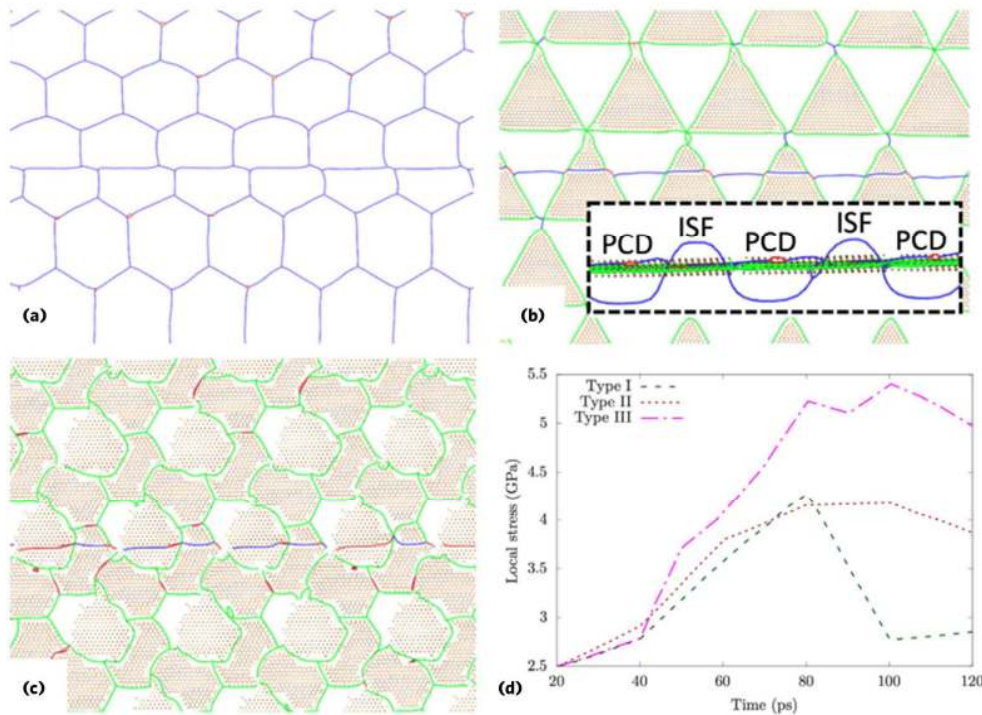 (a)
ISF
ISF
PCD
PCD
PCD
(b)
(c)
5.5
Type I
Type II
Type III
5
4.5
4
3.5
3
2.5
Local stress (GPa)
20
40
60
80
100
120
Time (ps)
(d)